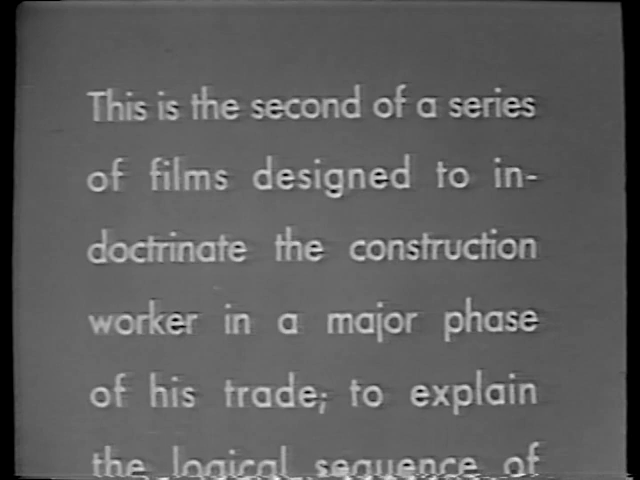 This is the second of a series
of films designed to in-
doctrinate the construction
worker in a major phase
of his trade; to explain
the logical sequence of